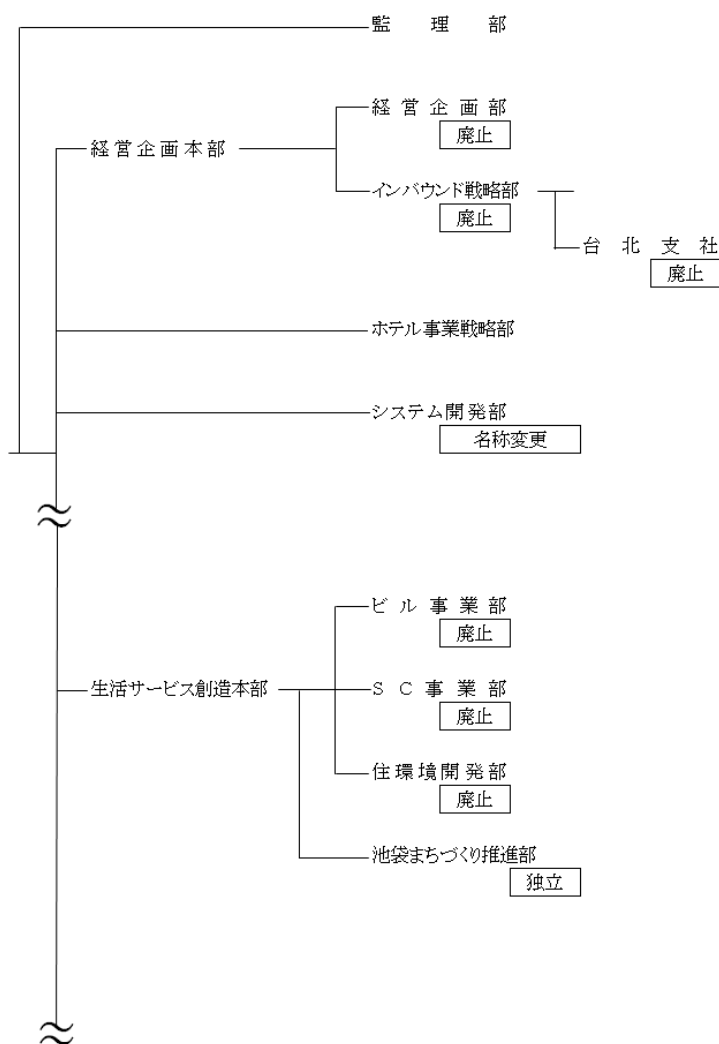 監理部
経営企画部
廃止
経営企画本部
インバウンド戦略部
廃止
台北支社
廃止
ホテル事業戦略部
システム開発部
名称変更
ビル事業部
廃止
生活サービス創造本部
ＳＣ事業部
廃止
住環境開発部
廃止
池袋まちづくり推進部
独立